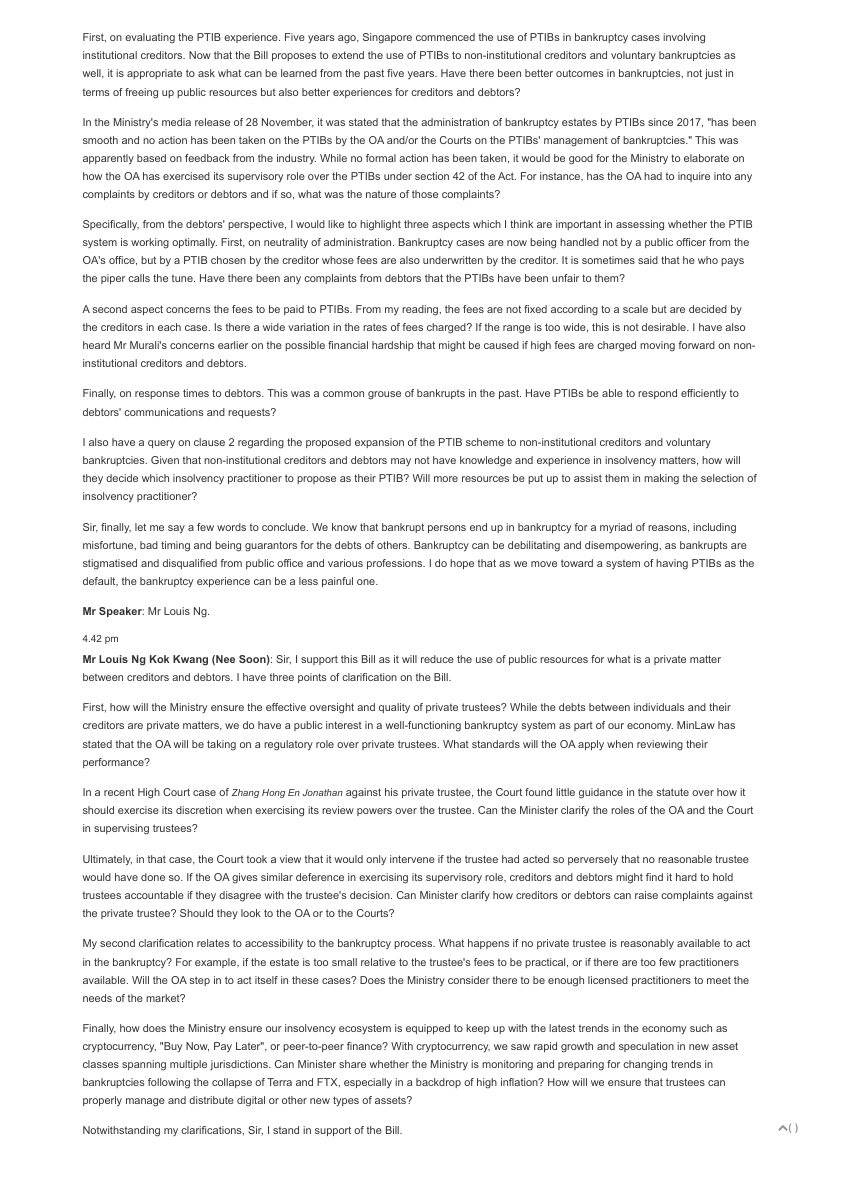 First, on evaluating the PTIB experience. Five years ago, Singapore commenced the use of PTIBs in bankruptcy cases involving
institutional creditors. Now that the Bill proposes to extend the use of PTIBs to non-institutional creditors and voluntary bankruptcies as
well, it is appropriate to ask what can be learned from the past five years. Have there been better outcomes in bankruptcies, not just in
terms of freeing up public resources but also better experiences for creditors and debtors?
In the Ministry's media release of 28 November, it was stated that the administration of bankruptcy estates by PTIBs since 2017, "has been
smooth and no action has been taken on the PTIBs by the OA and/or the Courts on the PTIBs' management of bankruptcies." This was
apparently based on feedback from the industry. While no formal action has been taken, it would be good for the Ministry to elaborate on
how the OA has exercised its supervisory role over the PTIBs under section 42 of the Act. For instance, has the OA had to inquire into any
complaints by creditors or debtors and if so, what was the nature of those complaints?
Specifically, from the debtors' perspective, I would like to highlight three aspects which I think are important in assessing whether the PTIB
system is working optimally. First, on neutrality of administration. Bankruptcy cases are now being handled not by a public officer from the
OA's office, but by a PTIB chosen by the creditor whose fees are also underwritten by the creditor. It is sometimes said that he who pays
the piper calls the tune. Have there been any complaints from debtors that the PTIBs have been unfair to them?
A second aspect concerns the fees to be paid to PTIBs. From my reading, the fees are not fixed according to a scale but are decided by
the creditors in each case. Is there a wide variation in the rates of fees charged? If the range is too wide, this is not desirable. I have also
heard Mr Murali's concerns earlier on the possible financial hardship that might be caused if high fees are charged moving forward on non-
institutional creditors and debtors.
Finally, on response times to debtors. This was a common grouse of bankrupts in the past. Have PTIBs be able to respond efficiently to
debtors' communications and requests?
I also have a query on clause 2 regarding the proposed expansion of the PTIB scheme to non-institutional creditors and voluntary
bankruptcies. Given that non-institutional creditors and debtors may not have knowledge and experience in insolvency matters, how will
they decide which insolvency practitioner to propose as their PTIB? Will more resources be put up to assist them in making the selection of
insolvency practitioner?
Sir, finally, let me say a few words to conclude. We know that bankrupt persons end up in bankruptcy for a myriad of reasons, including
misfortune, bad timing and being guarantors for the debts of others. Bankruptcy can be debilitating and disempowering, as bankrupts are
stigmatised and disqualified from public office and various professions. I do hope that as we move toward a system of having PTIBs as the
default, the bankruptcy experience can be a less painful one.
Mr Speaker: Mr Louis Ng.
4.42 pm
Mr Louis Ng Kok Kwang (Nee Soon): Sir, I support this Bill as it will reduce the use of public resources for what is a private matter
between creditors and debtors. I have three points of clarification on the Bill.
First, how will the Ministry ensure the effective oversight and quality of private trustees? While the debts between individuals and their
creditors are private matters, we do have a public interest in a well-functioning bankruptcy system as part of our economy. MinLaw has
stated that the OA will be taking on a regulatory role over private trustees. What standards will the OA apply when reviewing their
performance?
In a recent High Court case of Zhang Hong En Jonathan against his private trustee, the Court found little guidance in the statute over how it
should exercise its discretion when exercising its review powers over the trustee. Can the Minister clarify the roles of the OA and the Court
in supervising trustees?
Ultimately, in that case, the Court took a view that it would only intervene if the trustee had acted so perversely that no reasonable trustee
would have done so. If the OA gives similar deference in exercising its supervisory role, creditors and debtors might find it hard to hold
trustees accountable if they disagree with the trustee's decision. Can Minister clarify how creditors or debtors can raise complaints against
the private trustee? Should they look to the OA or to the Courts?
My second clarification relates to accessibility to the bankruptcy process. What happens if no private trustee is reasonably available to act
in the bankruptcy? For example, if the estate is too small relative to the trustee's fees to be practical, or if there are too few practitioners
available. Will the OA step in to act itself in these cases? Does the Ministry consider there to be enough licensed practitioners to meet the
needs of the market?
Finally, how does the Ministry ensure our insolvency ecosystem is equipped to keep up with the latest trends in the economy such as
cryptocurrency, "Buy Now, Pay Later", or peer-to-peer finance? With cryptocurrency, we saw rapid growth and speculation in new asset
classes spanning multiple jurisdictions. Can Minister share whether the Ministry is monitoring and preparing for changing trends in
bankruptcies following the collapse of Terra and FTX, especially in a backdrop of high inflation? How will we ensure that trustees can
properly manage and distribute digital or other new types of assets?
Notwithstanding my clarifications, Sir, I stand in support of the Bill.
( )